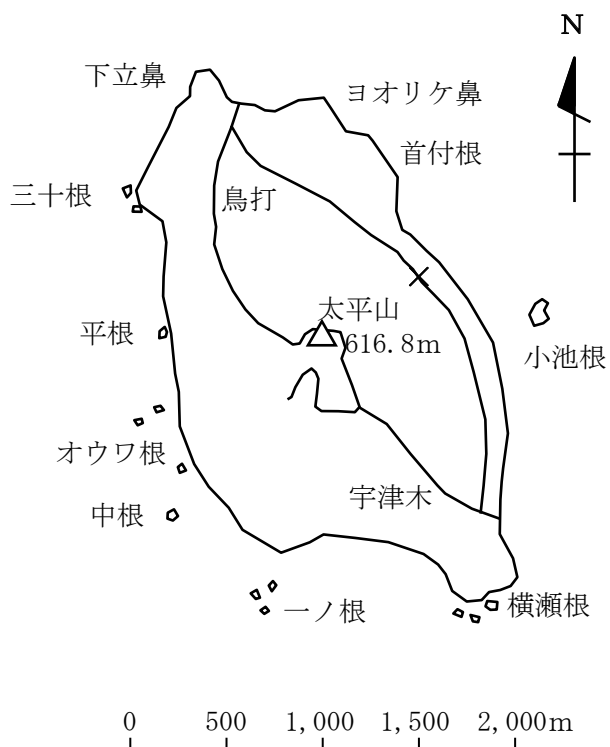 N
下立鼻
ヨオリケ鼻
首付根
三十根
鳥打
太平山
616.8m
平根
小池根
オウワ根
宇津木
中根
一ノ根
横瀬根
0 500 1,000 1,500 2,000m